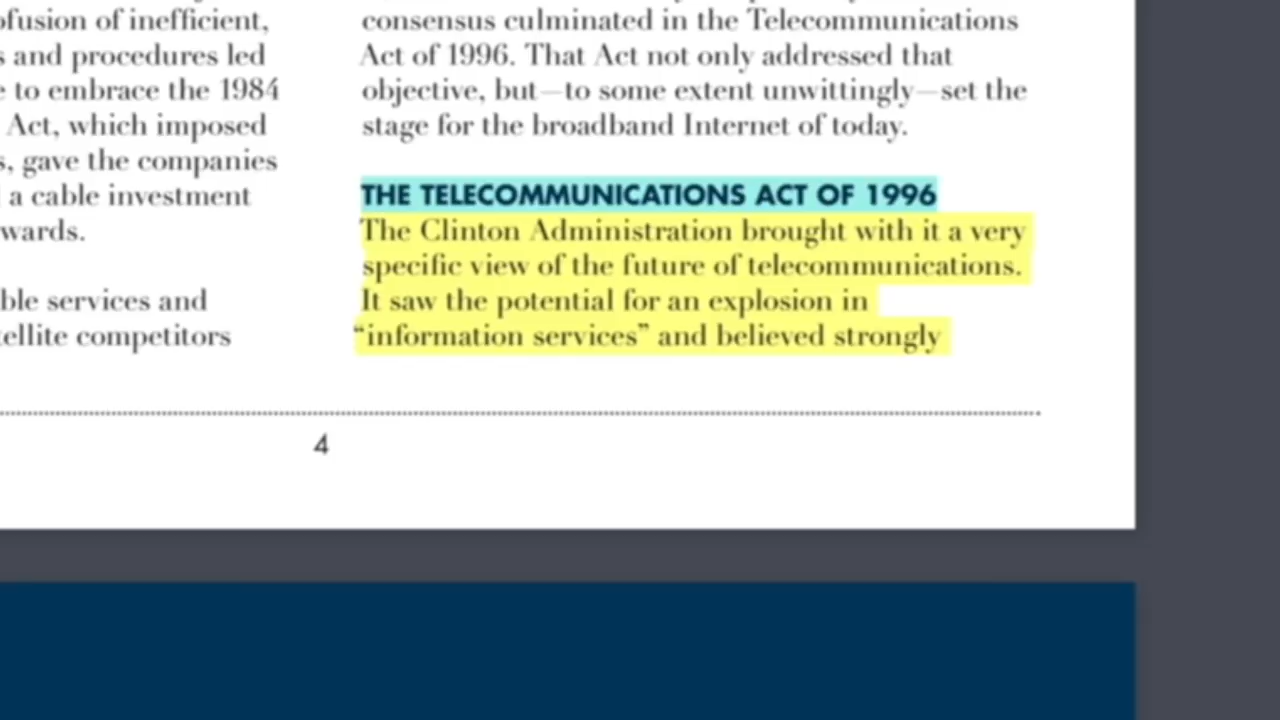 ofusion of inefficient,
s and procedures led
e to embrace the 1984
Act, which imposed
s, gave the companies
a cable investment
wards.
ble services and
tellite competitors
consensus culminated in the Telecommunications
Act of 1996. That Act not only addressed that
objective, but—to some extent unwittingly—set the
stage for the broadband Internet of today.
THE TELECOMMUNICATIONS ACT OF 1996
The Clinton Administration brought with it a very
specific view of the future of telecommunications.
It saw the potential for an explosion in
“information services” and believed strongly
4